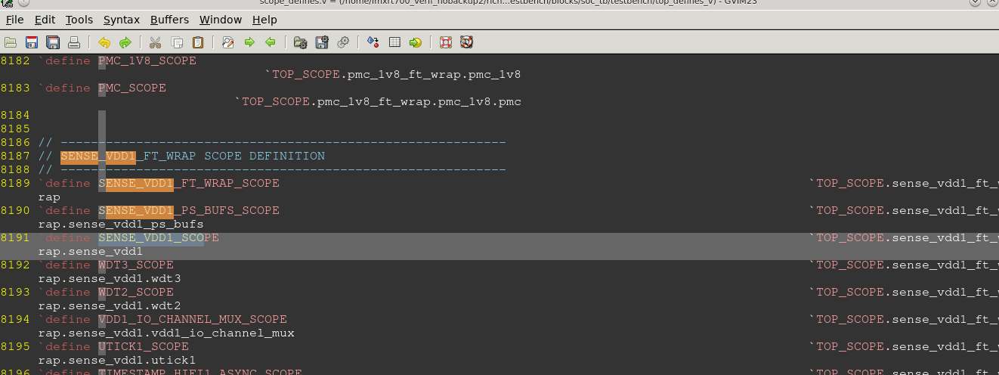 scope_defines.v = (/home/imxrt700_verif_nobackup2/rich...estbench/blocks/soc_tb/testbench/top_defines_v) - GVIM23
File Edit Tools Syntax Buffers Window Help
8182 `define PMC_1V8_SCOPE
`TOP_SCOPE.pmc_1v8_ft_wrap.pmc_1v8
8183 `define PMC_SCOPE
`TOP_SCOPE.pmc_1v8_ft_wrap.pmc_1v8.pmc
8184
8185
8186 // -----------------------------------------------------------
8187 // SENSE_VDD1_FT_WRAP SCOPE DEFINITION
8188 // -----------------------------------------------------------
8189 `define SENSE_VDD1_FT_WRAP_SCOPE `TOP_SCOPE.sense_vdd1_ft_w
rap
8190 `define SENSE_VDD1_PS_BUFS_SCOPE `TOP_SCOPE.sense_vdd1_ft_w
rap.sense_vdd1_ps_bufs
8191 `define SENSE_VDD1_SCOPE `TOP_SCOPE.sense_vdd1_ft_w
rap.sense_vdd1
8192 `define WDT3_SCOPE `TOP_SCOPE.sense_vdd1_ft_w
rap.sense_vdd1.wdt3
8193 `define WDT2_SCOPE `TOP_SCOPE.sense_vdd1_ft_w
rap.sense_vdd1.wdt2
8194 `define VDD1_IO_CHANNEL_MUX_SCOPE `TOP_SCOPE.sense_vdd1_ft_w
rap.sense_vdd1.vdd1_io_channel_mux
8195 `define UTICK1_SCOPE `TOP_SCOPE.sense_vdd1_ft_w
rap.sense_vdd1.utick1
8196 `define TIMESTAMP_HIFI1_ASYNC_SCOPE `TOP_SCOPE.sense_vdd1_ft_w